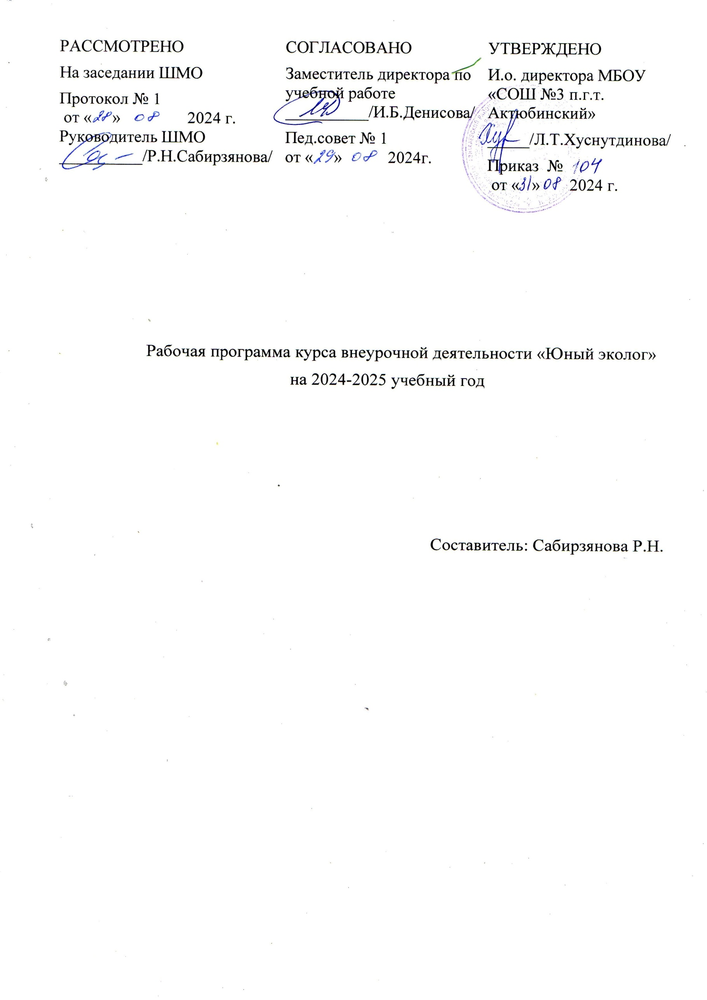 РАССМОТРЕНО
На заседании ШМО
Протокол № 1
от «28» 08 2024 г.
Руководитель ШМО
____________/Р.Н.Сабирзянова/
СОГЛАСОВАНО
Заместитель директора по
учебной работе
____________/И.Б.Денисова/
Пед.совет № 1
от «29» 08 2024г.
УТВЕРЖДЕНО
И.о. директора МБОУ
«СОШ №3 п.г.т.
Актюбинский»
______/Л.Т.Хуснутдинова/
Приказ № 104
от «31» 08 2024 г.
Рабочая программа курса внеурочной деятельности «Юный эколог»
на 2024-2025 учебный год
Составитель: Сабирзянова Р.Н.